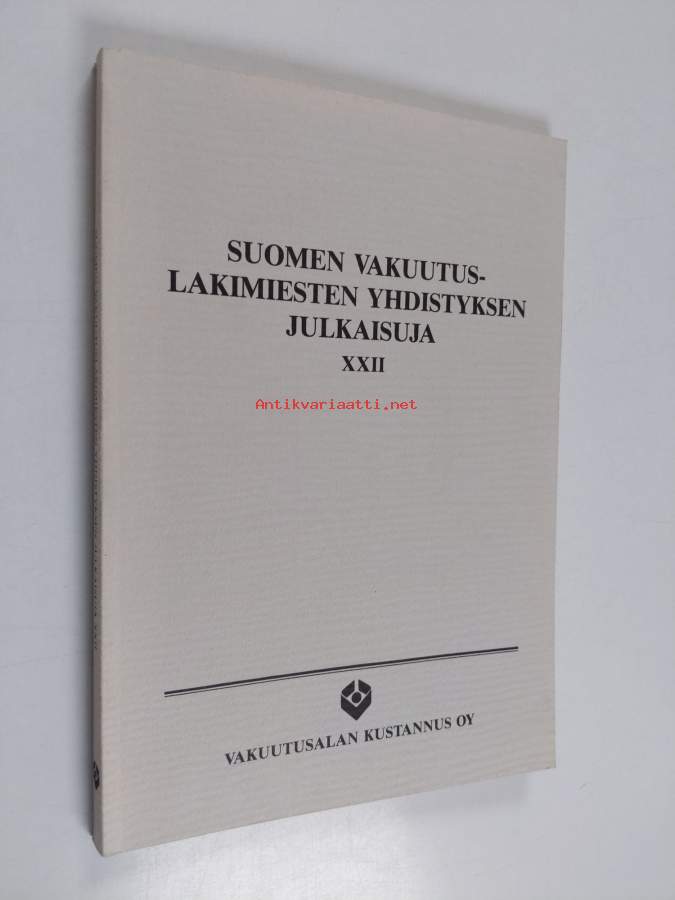 SUOMEN VAKUUTUS-
LAKIMIESTEN YHDISTYKSEN
JULKAISUJA
XXII
Antikvariaatti.net
VAKUUTUSALAN KUSTANNUS OY